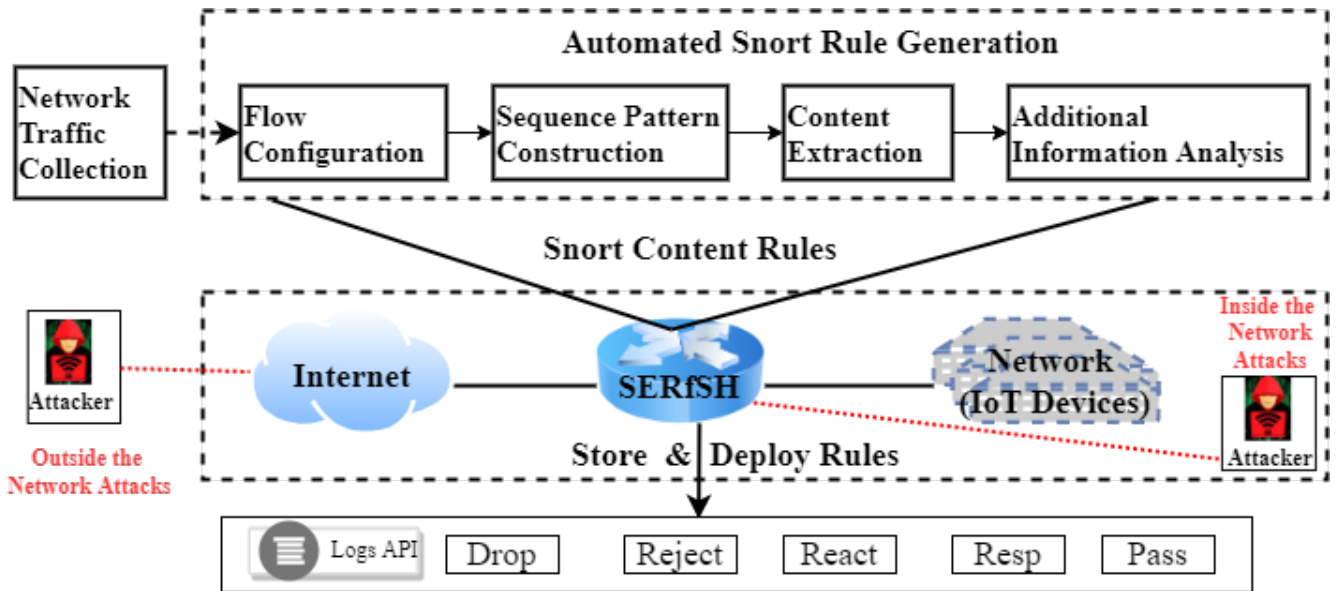 Automated Snort Rule Generation
Network
Traffic
Collection
Flow
Configuration
Sequence Pattern
Construction
Content
Extraction
Additional
Information Analysis
Snort Content Rules
Attacker
Outside the
Network Attacks
Internet
SERfSH
Network
(IoT Devices)
Inside the
Network
Attacks
Attacker
Store & Deploy Rules
Logs API
Drop
Reject
React
Resp
Pass